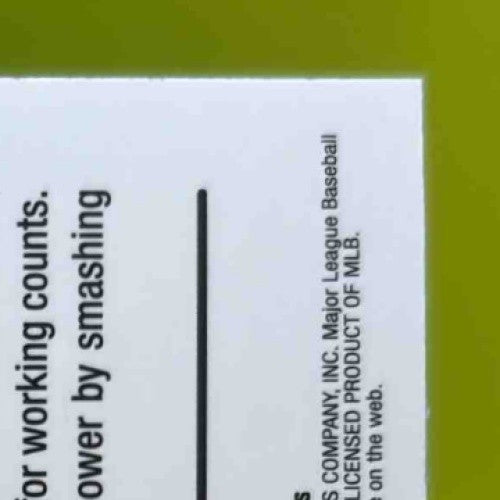 for working counts.
ower by smashing
s
S COMPANY, INC. Major League Baseball
LICENSED PRODUCT OF MLB.
on the web.